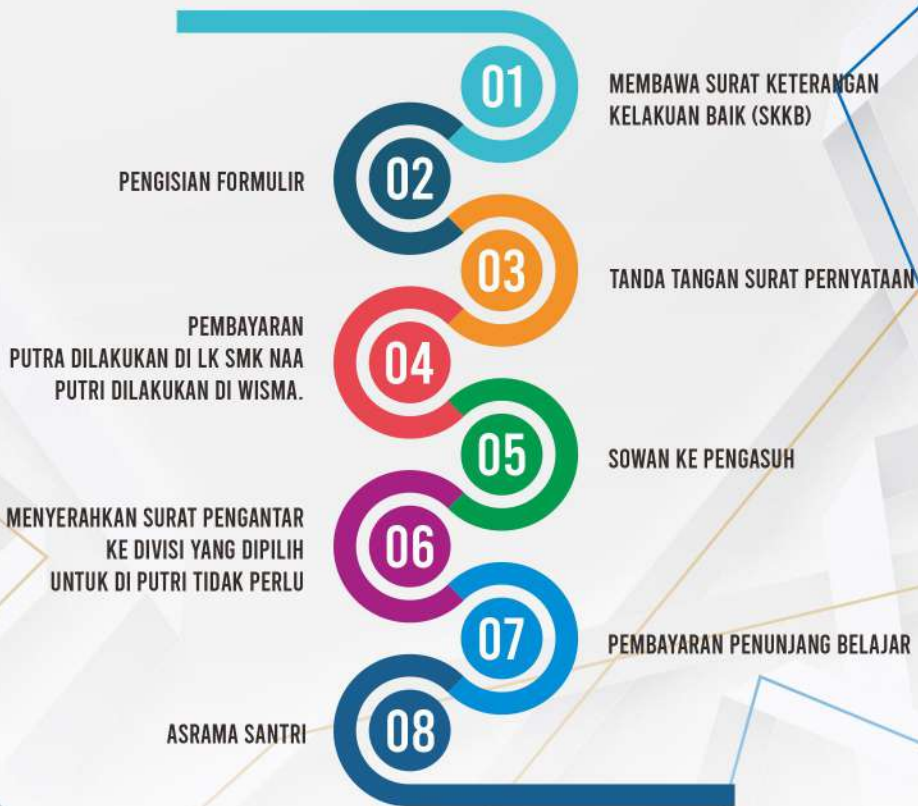 01
MEMBAWA SURAT KETERANGAN
KELAKUAN BAIK (SKKB)
02
PENGISIAN FORMULIR
03
TANDA TANGAN SURAT PERNYATAAN
04
PEMBAYARAN
PUTRA DILAKUKAN DI LK SMK NAA
PUTRI DILAKUKAN DI WISMA.
05
SOWAN KE PENGASUH
06
MENYERAHKAN SURAT PENGANTAR
KE DIVISI YANG DIPILIH
UNTUK DI PUTRI TIDAK PERLU
07
PEMBAYARAN PENUNJANG BELAJAR
08
ASRAMA SANTRI